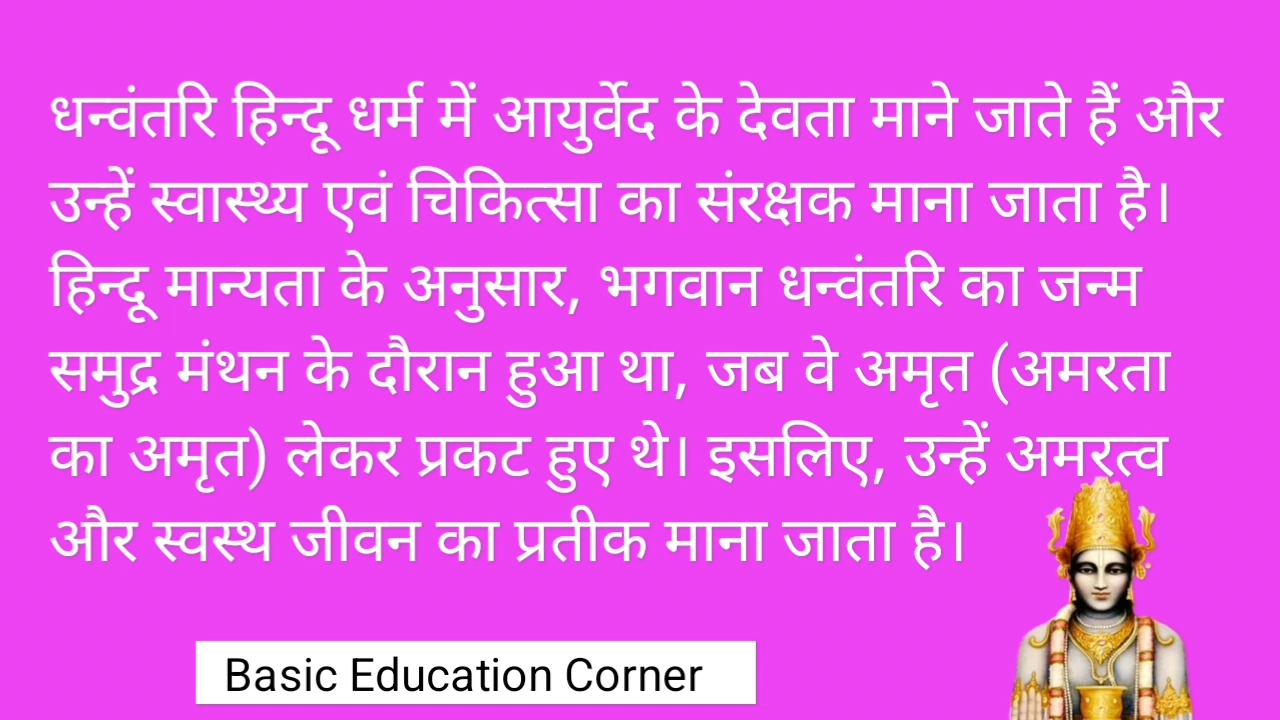 धन्वंतरि हिन्दू धर्म में आयुर्वेद के देवता माने जाते हैं और
उन्हें स्वास्थ्य एवं चिकित्सा का संरक्षक माना जाता है।
हिन्दू मान्यता के अनुसार, भगवान धन्वंतरि का जन्म
समुद्र मंथन के दौरान हुआ था, जब वे अमृत (अमरता
का अमृत) लेकर प्रकट हुए थे। इसलिए, उन्हें अमरत्व
और स्वस्थ जीवन का प्रतीक माना जाता है।
Basic Education Corner